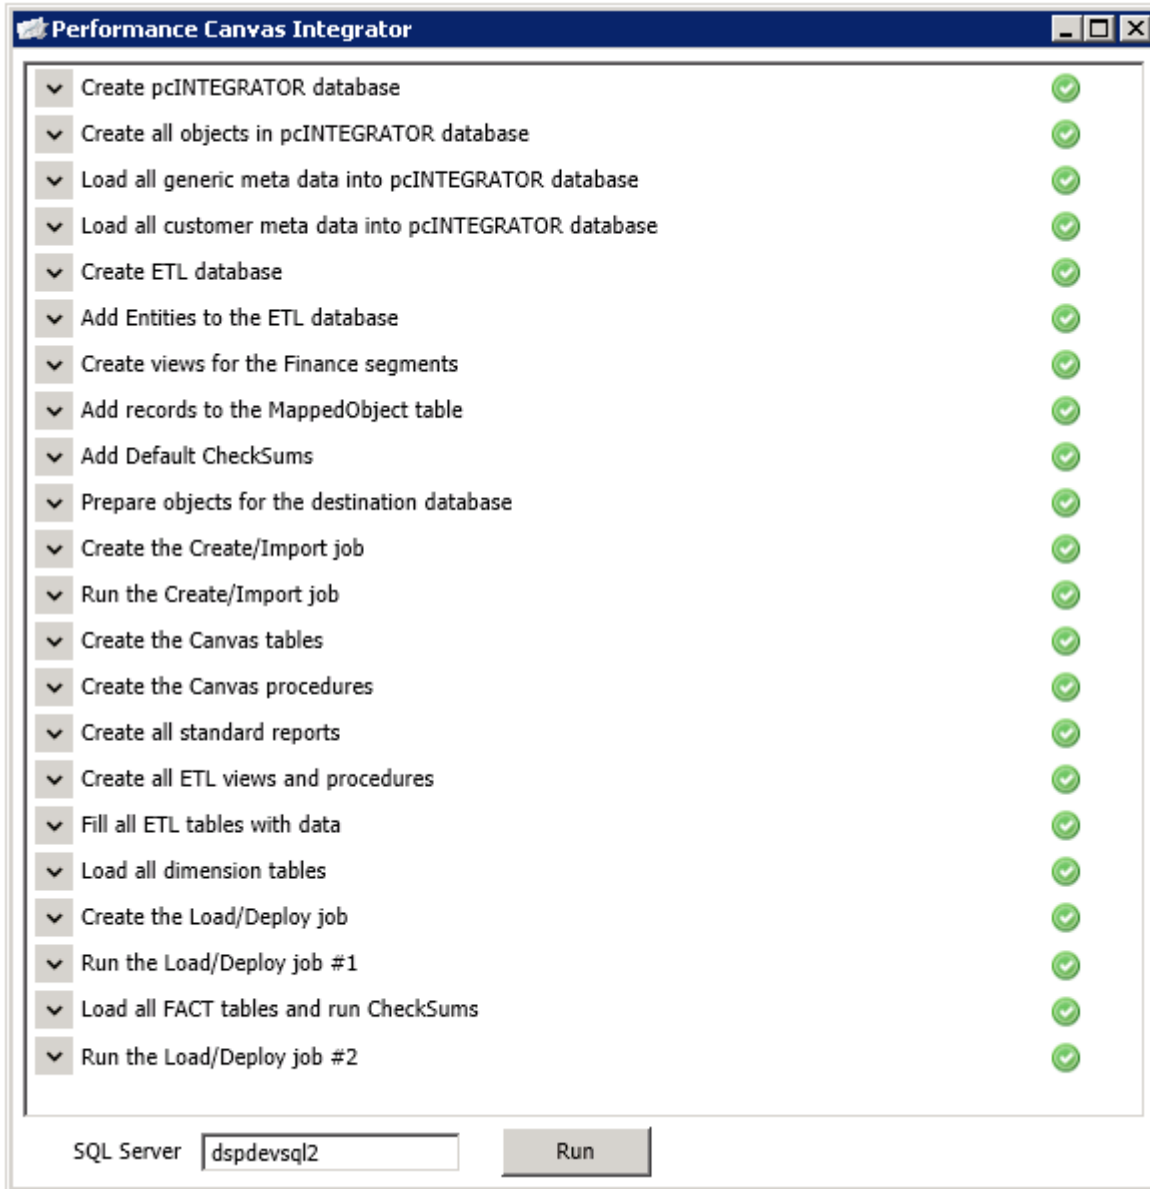 Performance Canvas Integrator
Create pcINTEGRATOR database
Create all objects in pcINTEGRATOR database
Load all generic meta data into pcINTEGRATOR database
Load all customer meta data into pcINTEGRATOR database
Create ETL database
Add Entities to the ETL database
Create views for the Finance segments
Add records to the MappedObject table
Add Default CheckSums
Prepare objects for the destination database
Create the Create/Import job
Run the Create/Import job
Create the Canvas tables
Create the Canvas procedures
Create all standard reports
Create all ETL views and procedures
Fill all ETL tables with data
Load all dimension tables
Create the Load/Deploy job
Run the Load/Deploy job #1
Load all FACT tables and run CheckSums
Run the Load/Deploy job #2
SQL Server dspdevsql2 Run